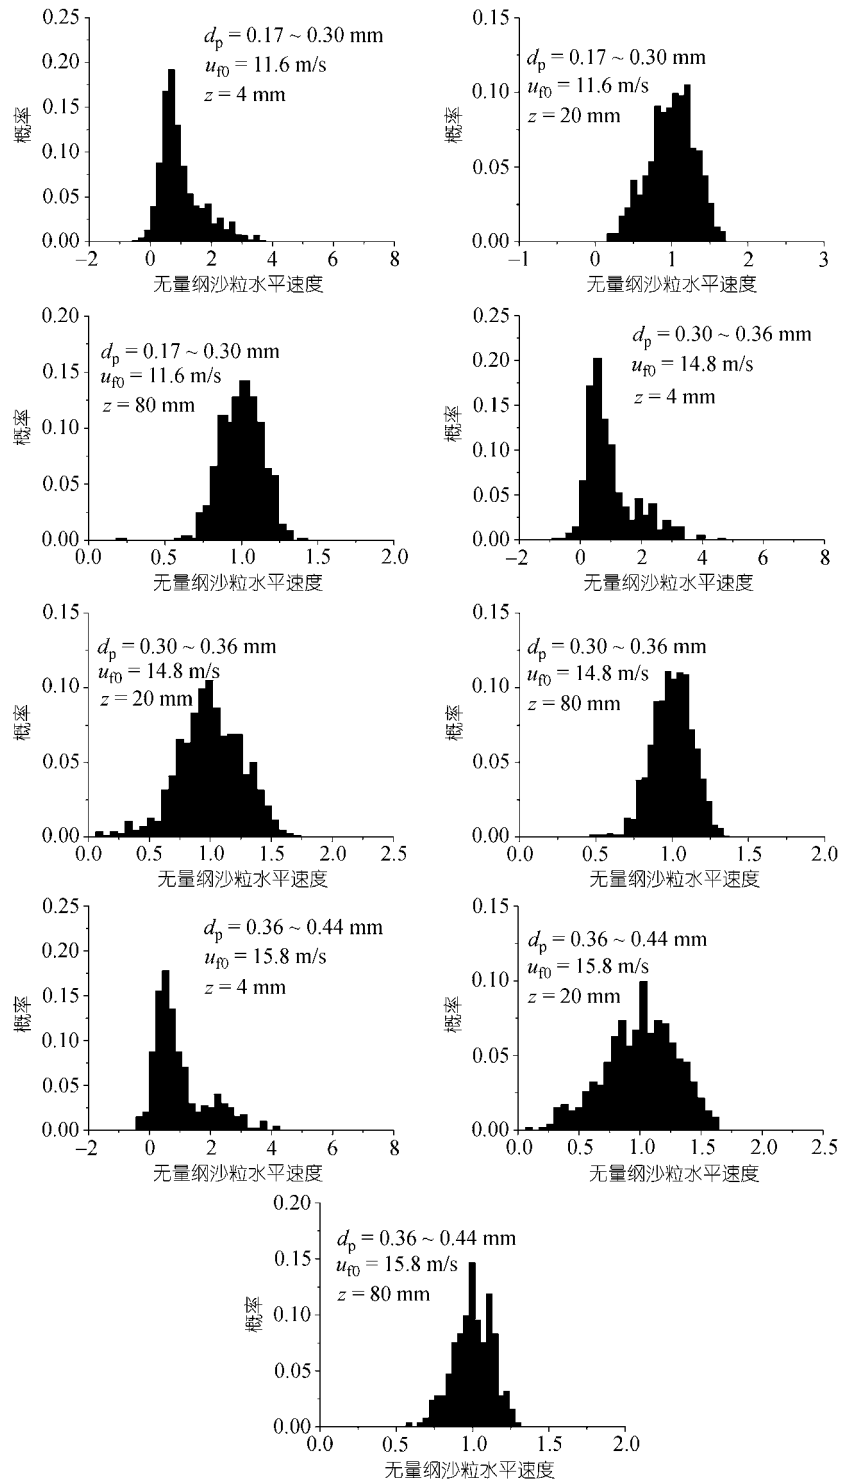 0.25
0.20
0.15
0.10
0.05
0.00
概率
d_p = 0.17 ~ 0.30 mm
u_f0 = 11.6 m/s
z = 4 mm
−2 0 2 4 6 8
无量纲沙粒水平速度
0.15
0.10
0.05
0.00
概率
d_p = 0.17 ~ 0.30 mm
u_f0 = 11.6 m/s
z = 20 mm
−1 0 1 2 3
无量纲沙粒水平速度
0.20
0.15
0.10
0.05
0.00
概率
d_p = 0.17 ~ 0.30 mm
u_f0 = 11.6 m/s
z = 80 mm
0.0 0.5 1.0 1.5 2.0
无量纲沙粒水平速度
0.25
0.20
0.15
0.10
0.05
0.00
概率
d_p = 0.30 ~ 0.36 mm
u_f0 = 14.8 m/s
z = 4 mm
−2 0 2 4 6 8
无量纲沙粒水平速度
0.15
0.10
0.05
0.00
概率
d_p = 0.30 ~ 0.36 mm
u_f0 = 14.8 m/s
z = 20 mm
0.0 0.5 1.0 1.5 2.0 2.5
无量纲沙粒水平速度
0.15
0.10
0.05
0.00
概率
d_p = 0.30 ~ 0.36 mm
u_f0 = 14.8 m/s
z = 80 mm
0.0 0.5 1.0 1.5 2.0
无量纲沙粒水平速度
0.25
0.20
0.15
0.10
0.05
0.00
概率
d_p = 0.36 ~ 0.44 mm
u_f0 = 15.8 m/s
z = 4 mm
−2 0 2 4 6 8
无量纲沙粒水平速度
0.15
0.10
0.05
0.00
概率
d_p = 0.36 ~ 0.44 mm
u_f0 = 15.8 m/s
z = 20 mm
0.0 0.5 1.0 1.5 2.0 2.5
无量纲沙粒水平速度
0.20
0.15
0.10
0.05
0.00
概率
d_p = 0.36 ~ 0.44 mm
u_f0 = 15.8 m/s
z = 80 mm
0.0 0.5 1.0 1.5 2.0
无量纲沙粒水平速度